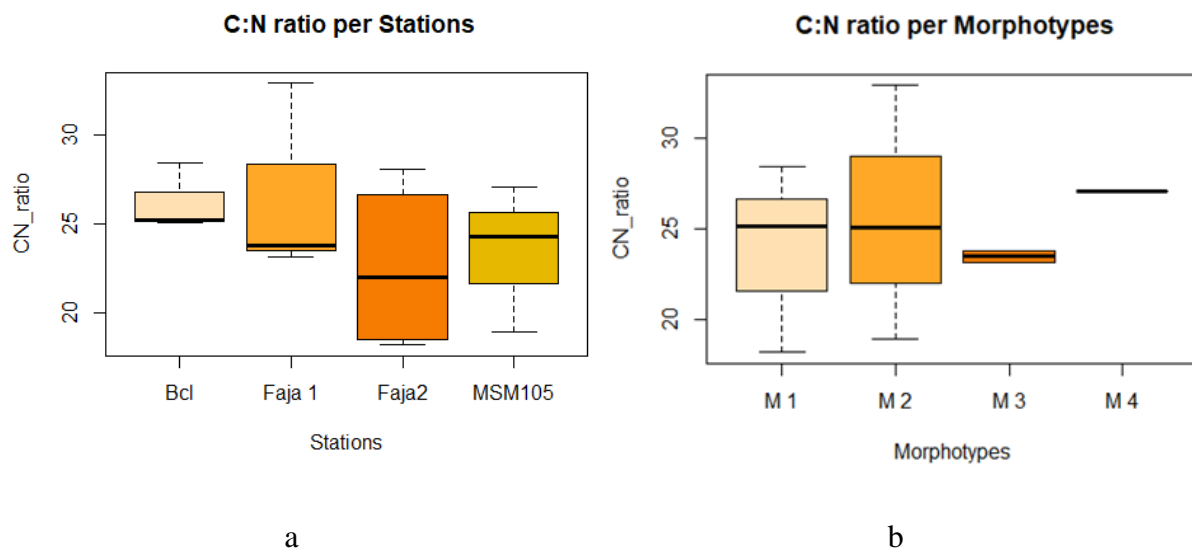 C:N ratio per Stations
CN_ratio
30
25
20
Bcl Faja 1 Faja2 MSM105
Stations
a
C:N ratio per Morphotypes
CN_ratio
30
25
20
M 1 M 2 M 3 M 4
Morphotypes
b